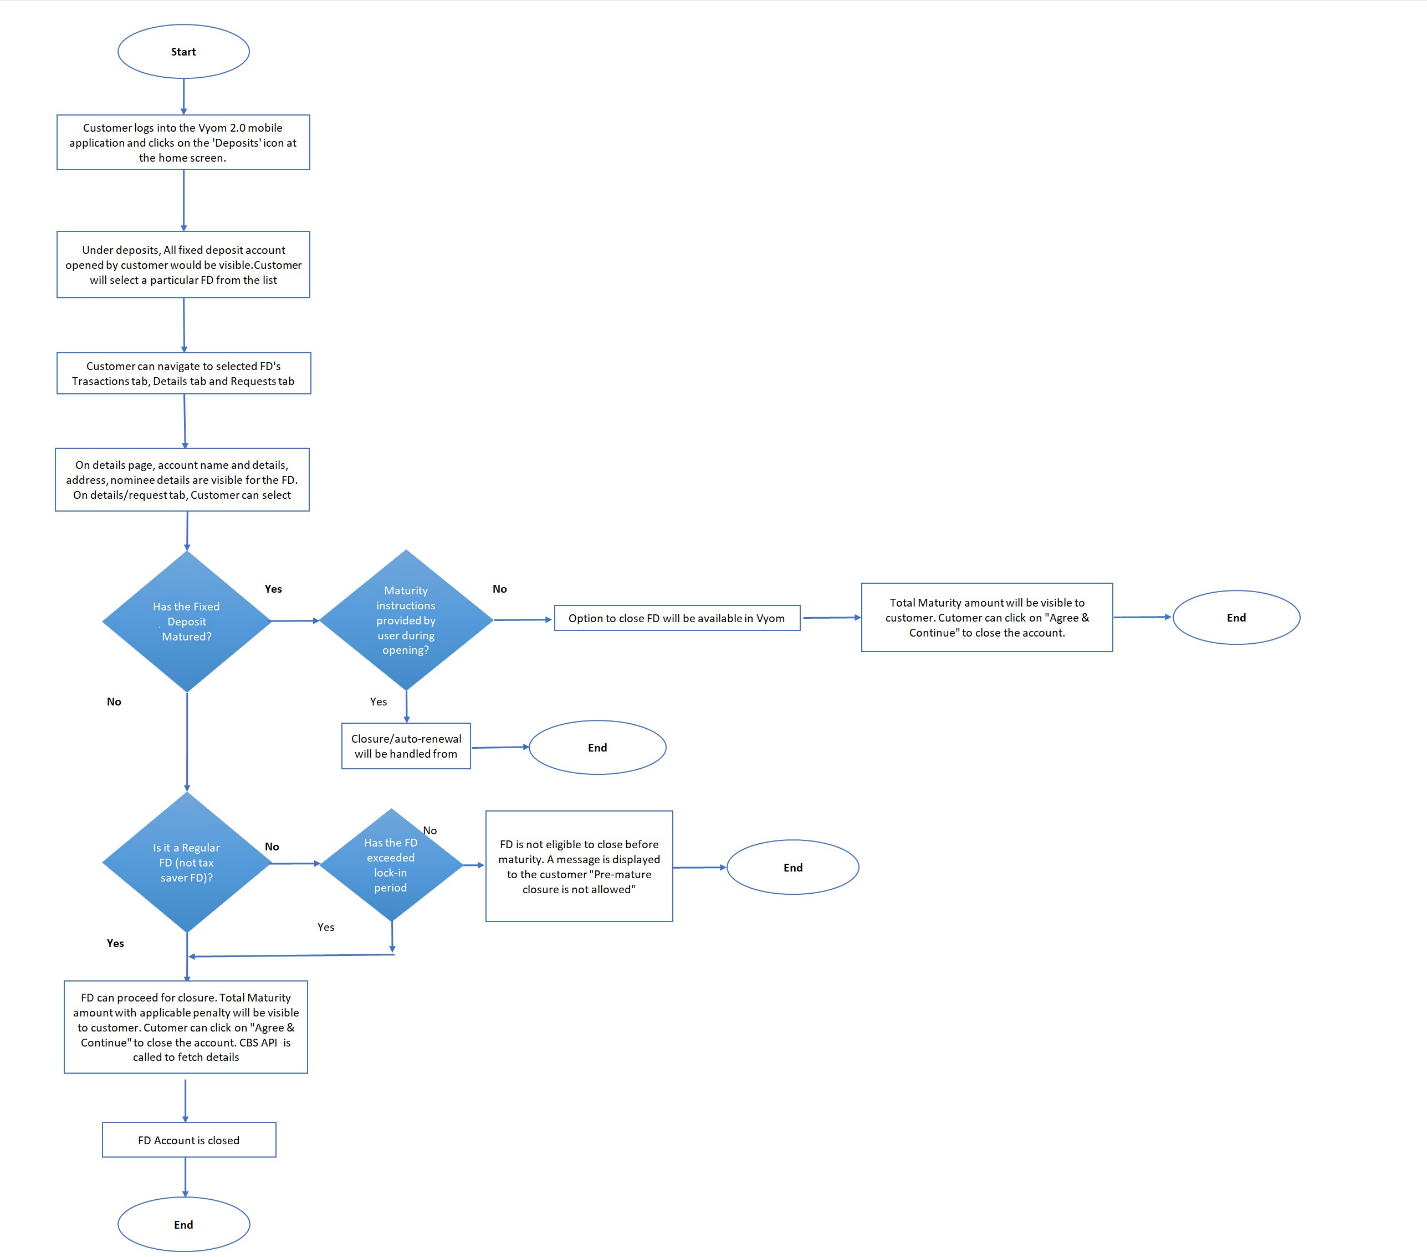 Start
Customer logs into the Vyom 2.0 mobile
application and clicks on the 'Deposits' icon at
the home screen.
Under deposits, All fixed deposit account
opened by customer would be visible.Customer
will select a particular FD from the list
Customer can navigate to selected FD's
Trasactions tab, Details tab and Requests tab
On details page, account name and details,
address, nominee details are visible for the FD.
On details/request tab, Customer can select
Has the Fixed
Deposit
Matured?
Yes
Maturity
instructions
provided by
user during
opening?
No
Option to close FD will be available in Vyom
Total Maturity amount will be visible to
customer. Cutomer can click on "Agree &
Continue" to close the account.
End
No
Yes
Closure/auto-renewal
will be handled from
End
Is it a Regular
FD (not tax
saver FD)?
No
Has the FD
exceeded
lock-in
period
No
FD is not eligible to close before
maturity. A message is displayed
to the customer "Pre-mature
closure is not allowed"
End
Yes
Yes
FD can proceed for closure. Total Maturity
amount with applicable penalty will be visible
to customer. Cutomer can click on "Agree &
Continue" to close the account. CBS API is
called to fetch details
FD Account is closed
End